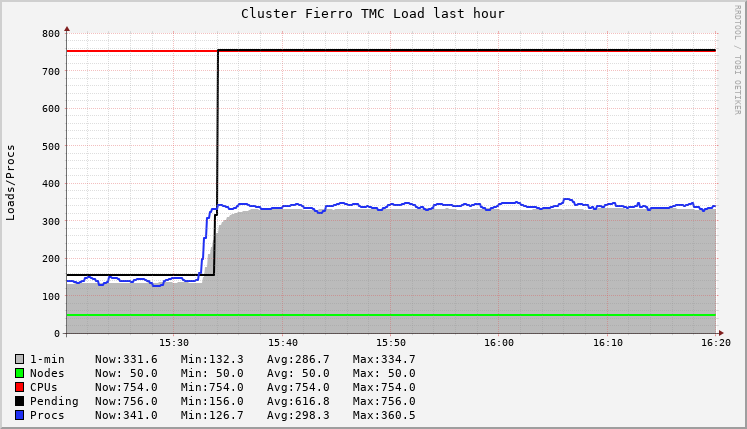 Cluster Fierro TMC Load last hour
RRDTOOL / TOBI OETIKER
Loads/Procs
800
700
600
500
400
300
200
100
0
15:30 15:40 15:50 16:00 16:10 16:20
1-min Now:331.6 Min:132.3 Avg:286.7 Max:334.7
Nodes Now: 50.0 Min: 50.0 Avg: 50.0 Max: 50.0
CPUs Now:754.0 Min:754.0 Avg:754.0 Max:754.0
Pending Now:756.0 Min:156.0 Avg:616.8 Max:756.0
Procs Now:341.0 Min:126.7 Avg:298.3 Max:360.5